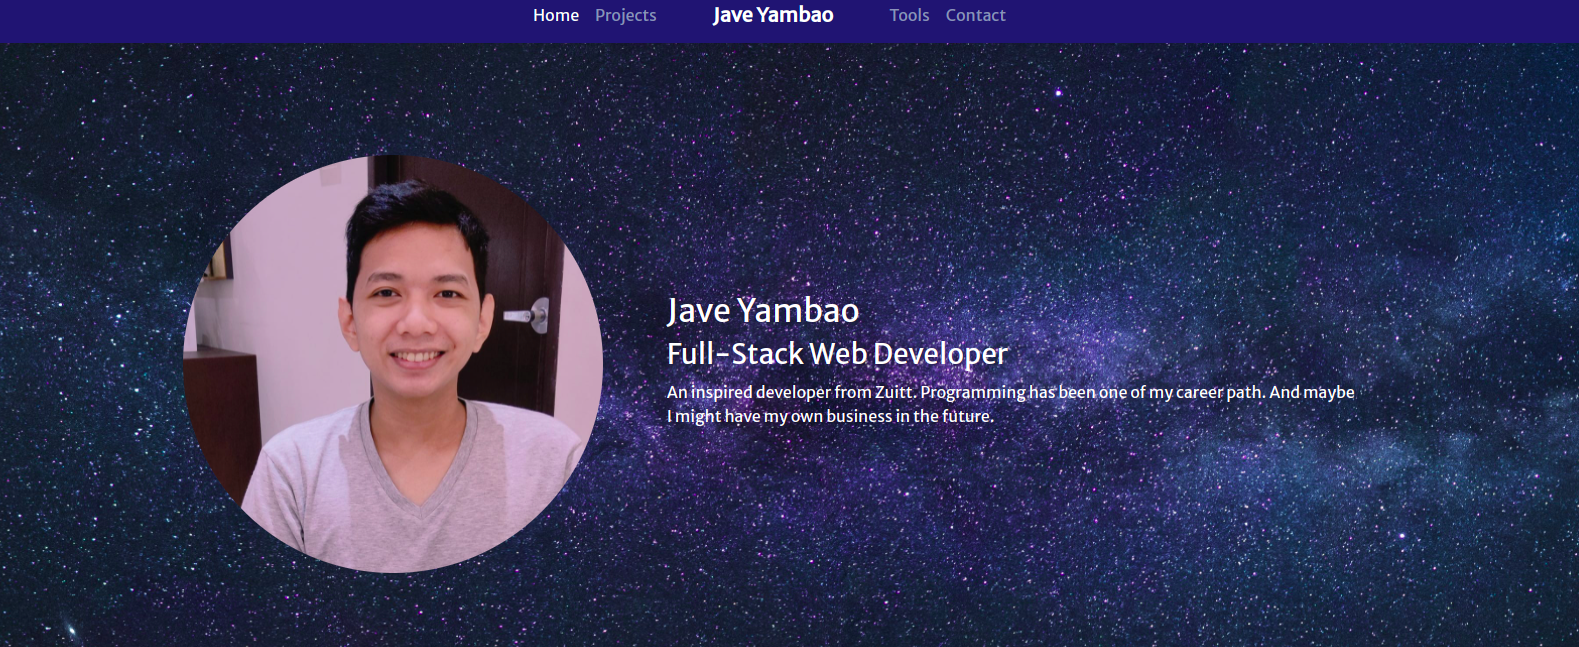 Home Projects Jave Yambao Tools Contact
Jave Yambao
Full-Stack Web Developer
An inspired developer from Zuitt. Programming has been one of my career path. And maybe
I might have my own business in the future.